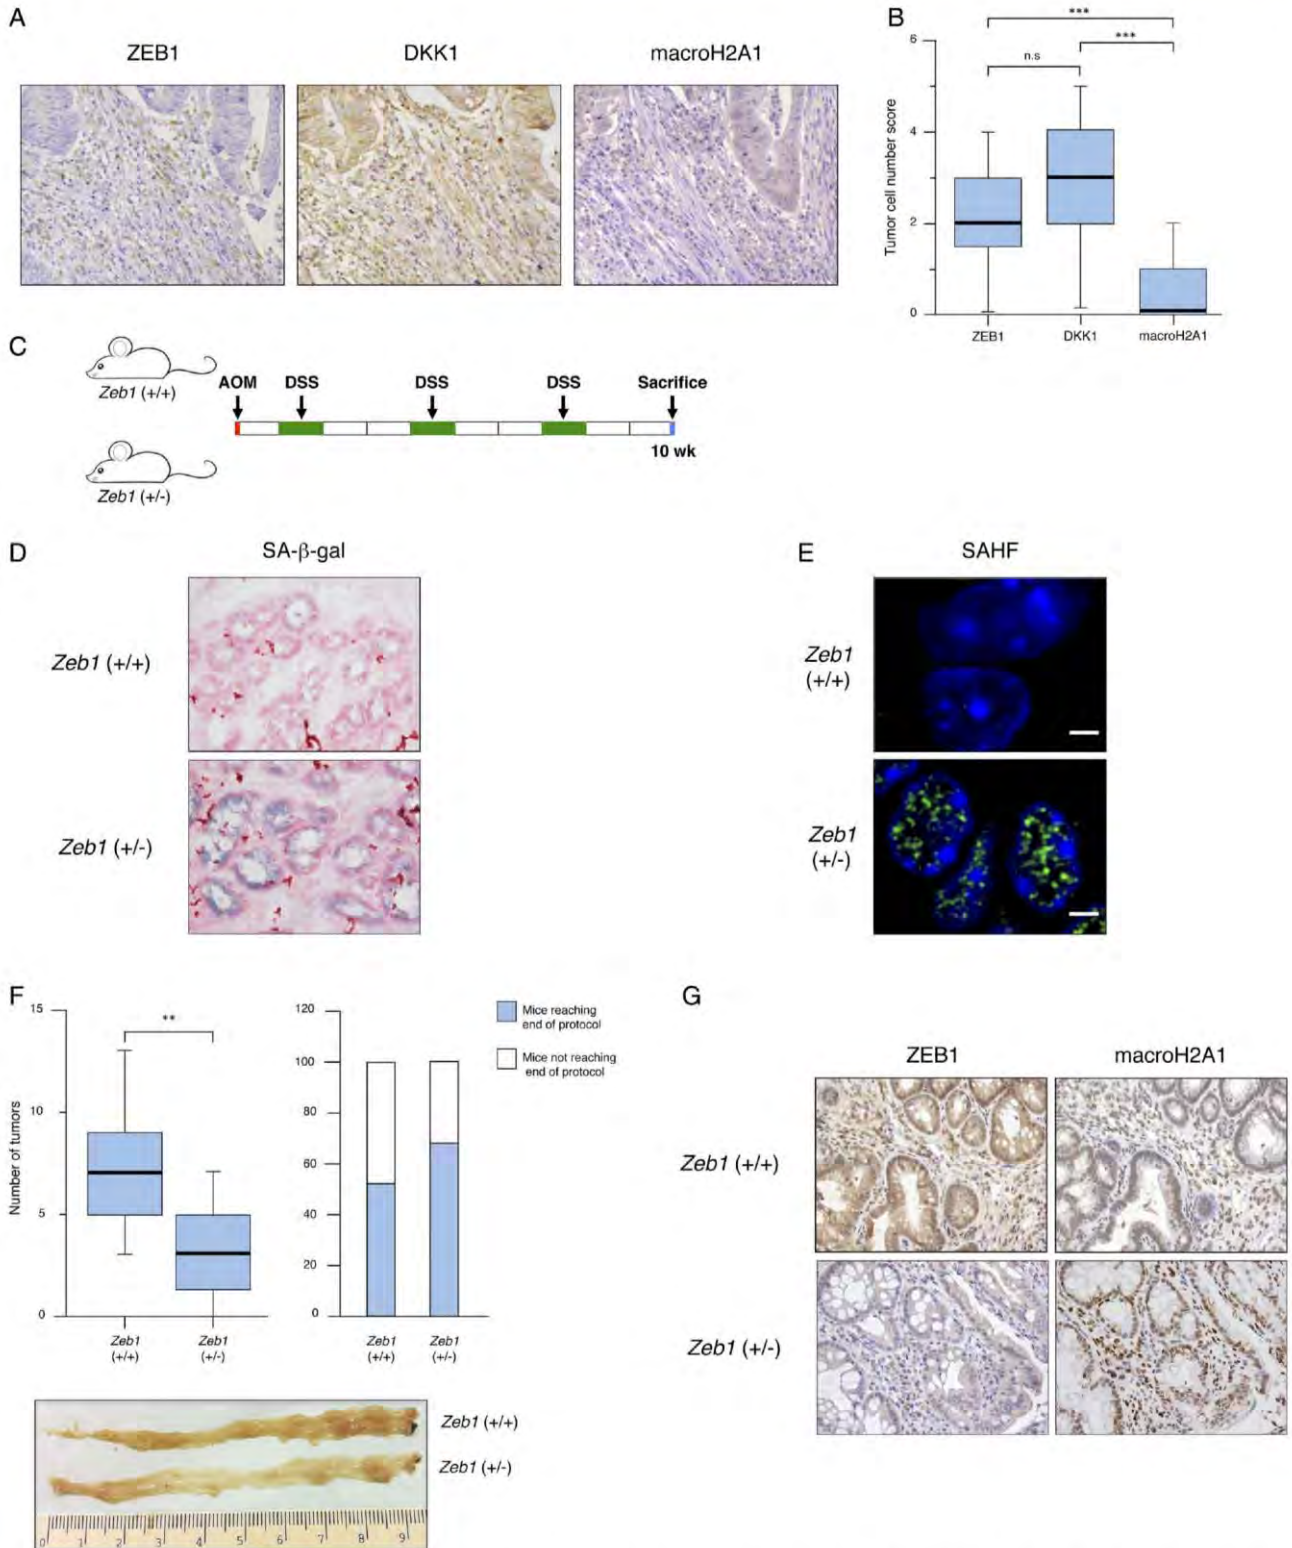 A
ZEB1
DKK1
macroH2A1
B
***
***
n.s
6
4
2
0
Tumor cell number score
ZEB1
DKK1
macroH2A1
C
Zeb1 (+/+)
Zeb1 (+/-)
AOM
DSS
DSS
DSS
Sacrifice
10 wk
D
SA-β-gal
Zeb1 (+/+)
Zeb1 (+/-)
E
SAHF
Zeb1
(+/+)
Zeb1
(+/-)
F
15
10
5
0
Number of tumors
**
Zeb1
(+/+)
Zeb1
(+/-)
120
100
80
60
40
20
0
Zeb1
(+/+)
Zeb1
(+/-)
Mice reaching
end of protocol
Mice not reaching
end of protocol
Zeb1 (+/+)
Zeb1 (+/-)
0 1 2 3 4 5 6 7 8 9
G
ZEB1
macroH2A1
Zeb1 (+/+)
Zeb1 (+/-)